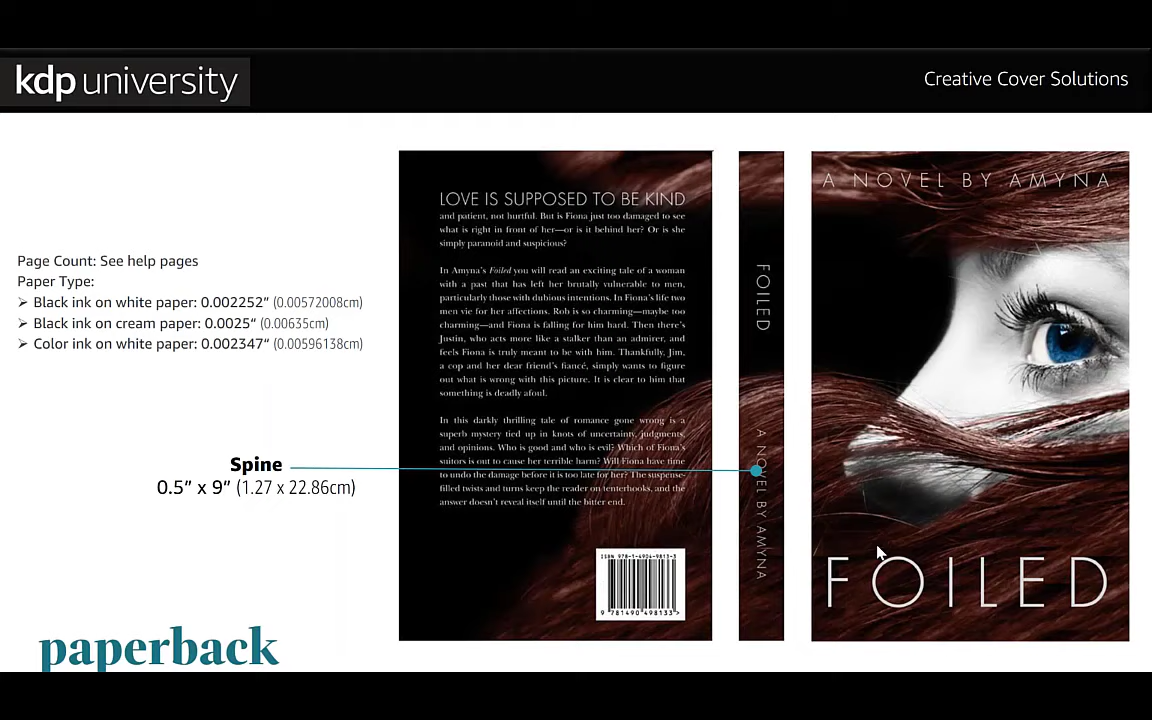 kdp university
Creative Cover Solutions
Page Count: See help pages
Paper Type:
➢ Black ink on white paper: 0.002252“ (0.00572008cm)
➢ Black ink on cream paper: 0.0025“ (0.00635cm)
➢ Color ink on white paper: 0.002347“ (0.00596138cm)
Spine
0.5” x 9” (1.27 x 22.86cm)
paperback
LOVE IS SUPPOSED TO BE KIND
and patient, not hurtful. But is Fiona just too damaged to see
what is right in front of her—or is it behind her? Or is she
simply paranoid and suspicious?
In Amyna's Foiled you will read an exciting tale of a woman
with a past that has left her brutally vulnerable to men,
particularly those with dubious intentions. In Fiona's life two
men vie for her affections. Rob is so charming—maybe too
charming—and Fiona is falling for him hard. Then there's
Justin, who acts more like a stalker than an admirer, and
feels Fiona is truly meant to be with him. Thankfully, Jim,
a cop and her dear friend's fiancé, simply wants to figure
out what is wrong with this picture. It is clear to him that
something is deadly afoul.
In this darkly thrilling tale of romance gone wrong is a
superb mystery tied up in knots of uncertainty, judgments,
and opinions. Who is good and who is evil? Which of Fiona's
suitors is out to cause her terrible harm? Will Fiona have time
to undo the damage before it is too late for her? The suspense-
filled twists and turns keep the reader on tenterhooks, and the
answer doesn't reveal itself until the bitter end.
ISBN 978-1-4904-9813-3
9 781490 498133 >
FOILED
A NOVEL BY AMYNA
A NOVEL BY AMYNA
FOILED